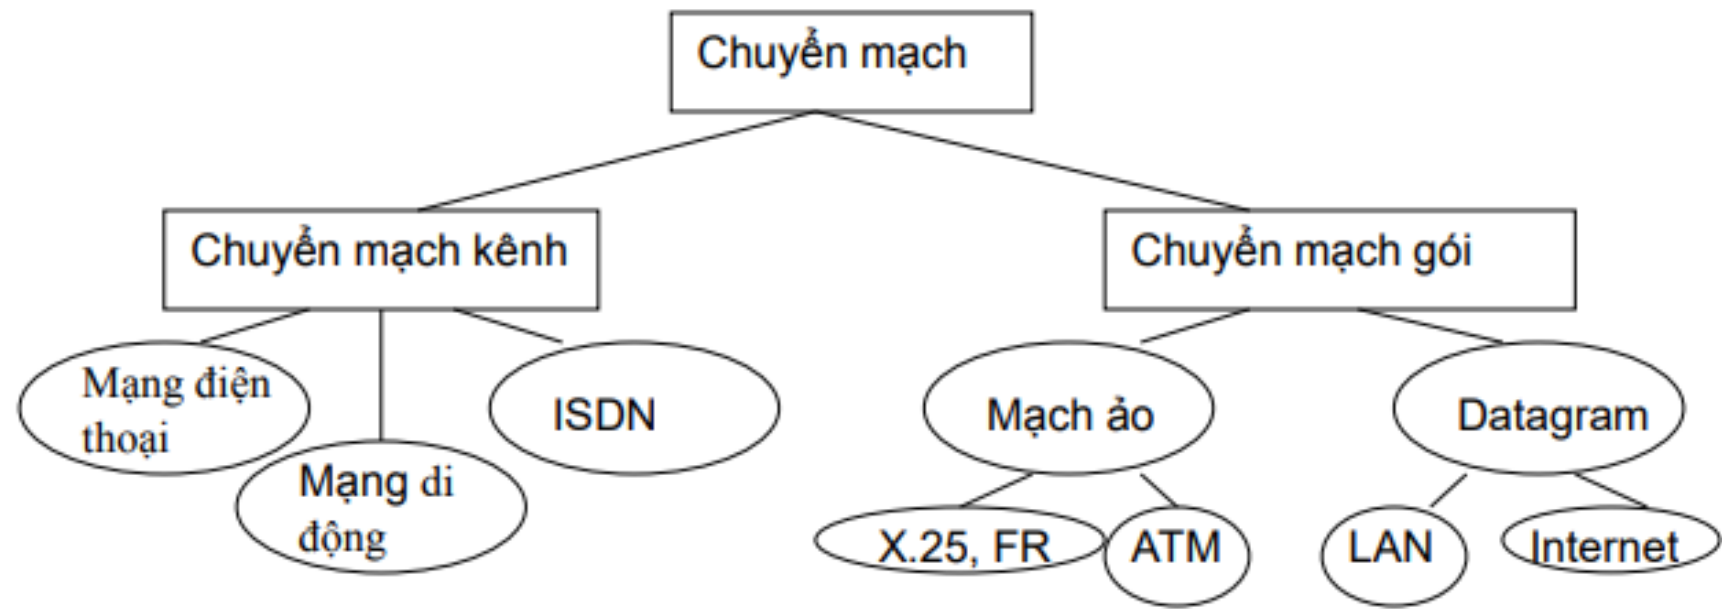 Chuyển mạch
Chuyển mạch kênh
Chuyển mạch gói
Mạng điện
thoại
Mạng di
động
ISDN
Mạch ảo
Datagram
X.25, FR
ATM
LAN
Internet